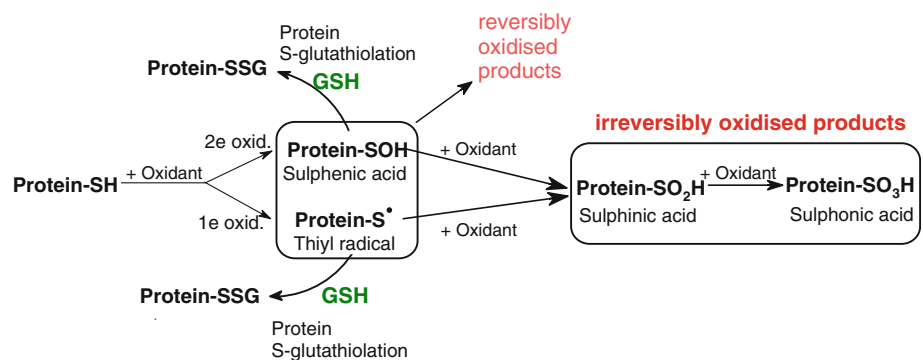 Protein
S-glutathiolation
Protein-SSG
GSH
reversibly
oxidised
products
irreversibly oxidised products
2e oxid.
Protein-SOH
+ Oxidant
Sulphenic acid
Protein-SH
+ Oxidant
Protein-SO₂H
+ Oxidant
Protein-SO₃H
Sulphinic acid
Sulphonic acid
1e oxid.
Protein-S•
+ Oxidant
Thiyl radical
Protein-SSG
GSH
Protein
S-glutathiolation